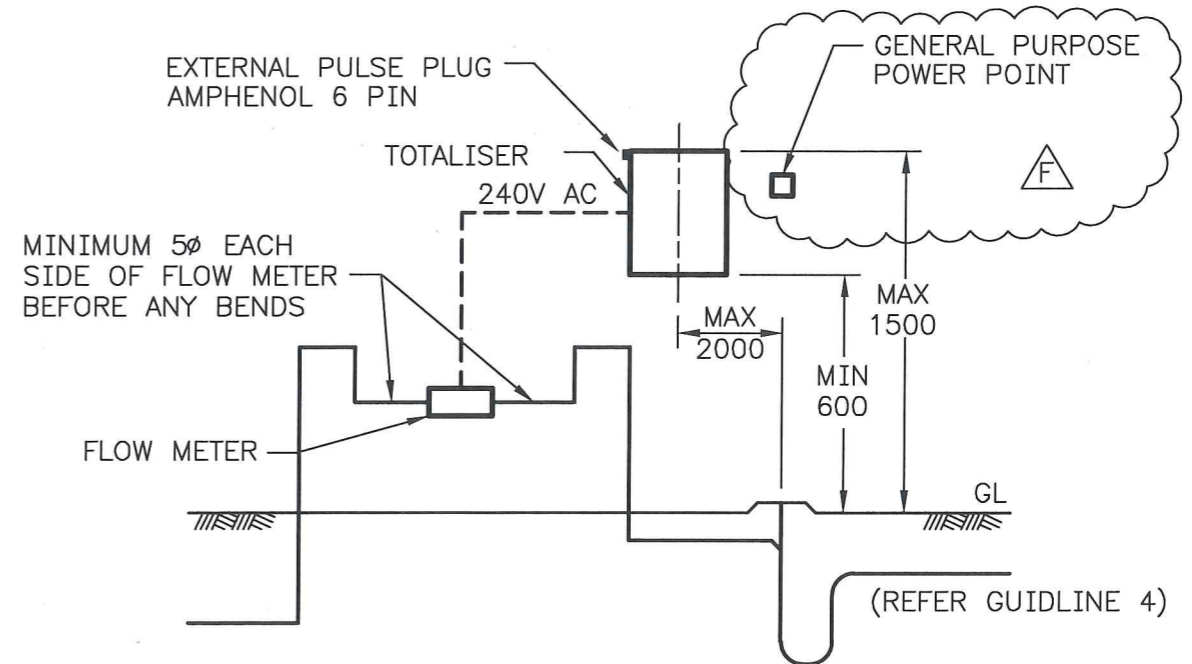 GENERAL PURPOSE
POWER POINT
EXTERNAL PULSE PLUG
AMPHENOL 6 PIN
TOTALISER
F
240V AC
MINIMUM 5ø EACH
SIDE OF FLOW METER
BEFORE ANY BENDS
MAX
1500
MAX
2000
MIN
600
FLOW METER
GL
(REFER GUIDLINE 4)